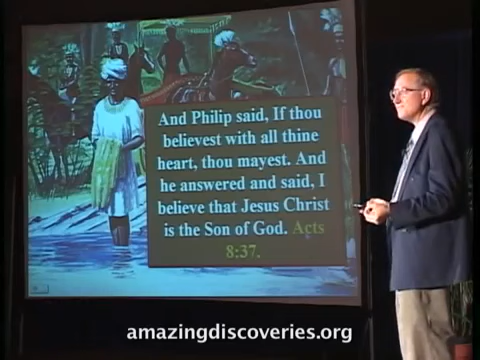 And Philip said, If thou
believest with all thine
heart, thou mayest. And
he answered and said, I
believe that Jesus Christ
is the Son of God. Acts
8:37.
amazingdiscoveries.org